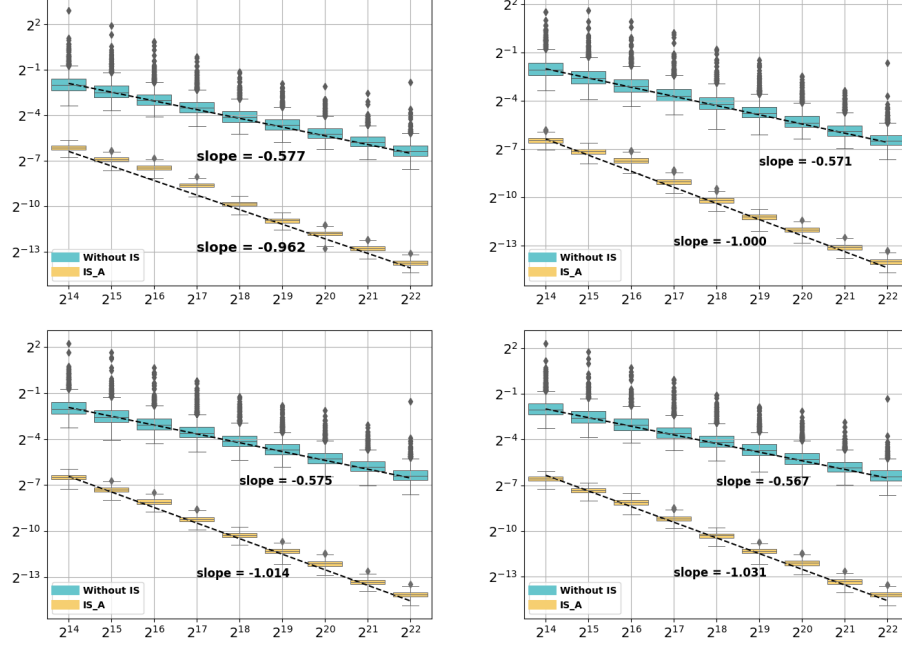 2^2
2^-1
2^-4
2^-7
2^-10
2^-13
slope = -0.577
slope = -0.962
Without IS
IS_A
2^14 2^15 2^16 2^17 2^18 2^19 2^20 2^21 2^22
2^2
2^-1
2^-4
2^-7
2^-10
2^-13
slope = -0.571
slope = -1.000
Without IS
IS_A
2^14 2^15 2^16 2^17 2^18 2^19 2^20 2^21 2^22
2^2
2^-1
2^-4
2^-7
2^-10
2^-13
slope = -0.575
slope = -1.014
Without IS
IS_A
2^14 2^15 2^16 2^17 2^18 2^19 2^20 2^21 2^22
2^2
2^-1
2^-4
2^-7
2^-10
2^-13
slope = -0.567
slope = -1.031
Without IS
IS_A
2^14 2^15 2^16 2^17 2^18 2^19 2^20 2^21 2^22